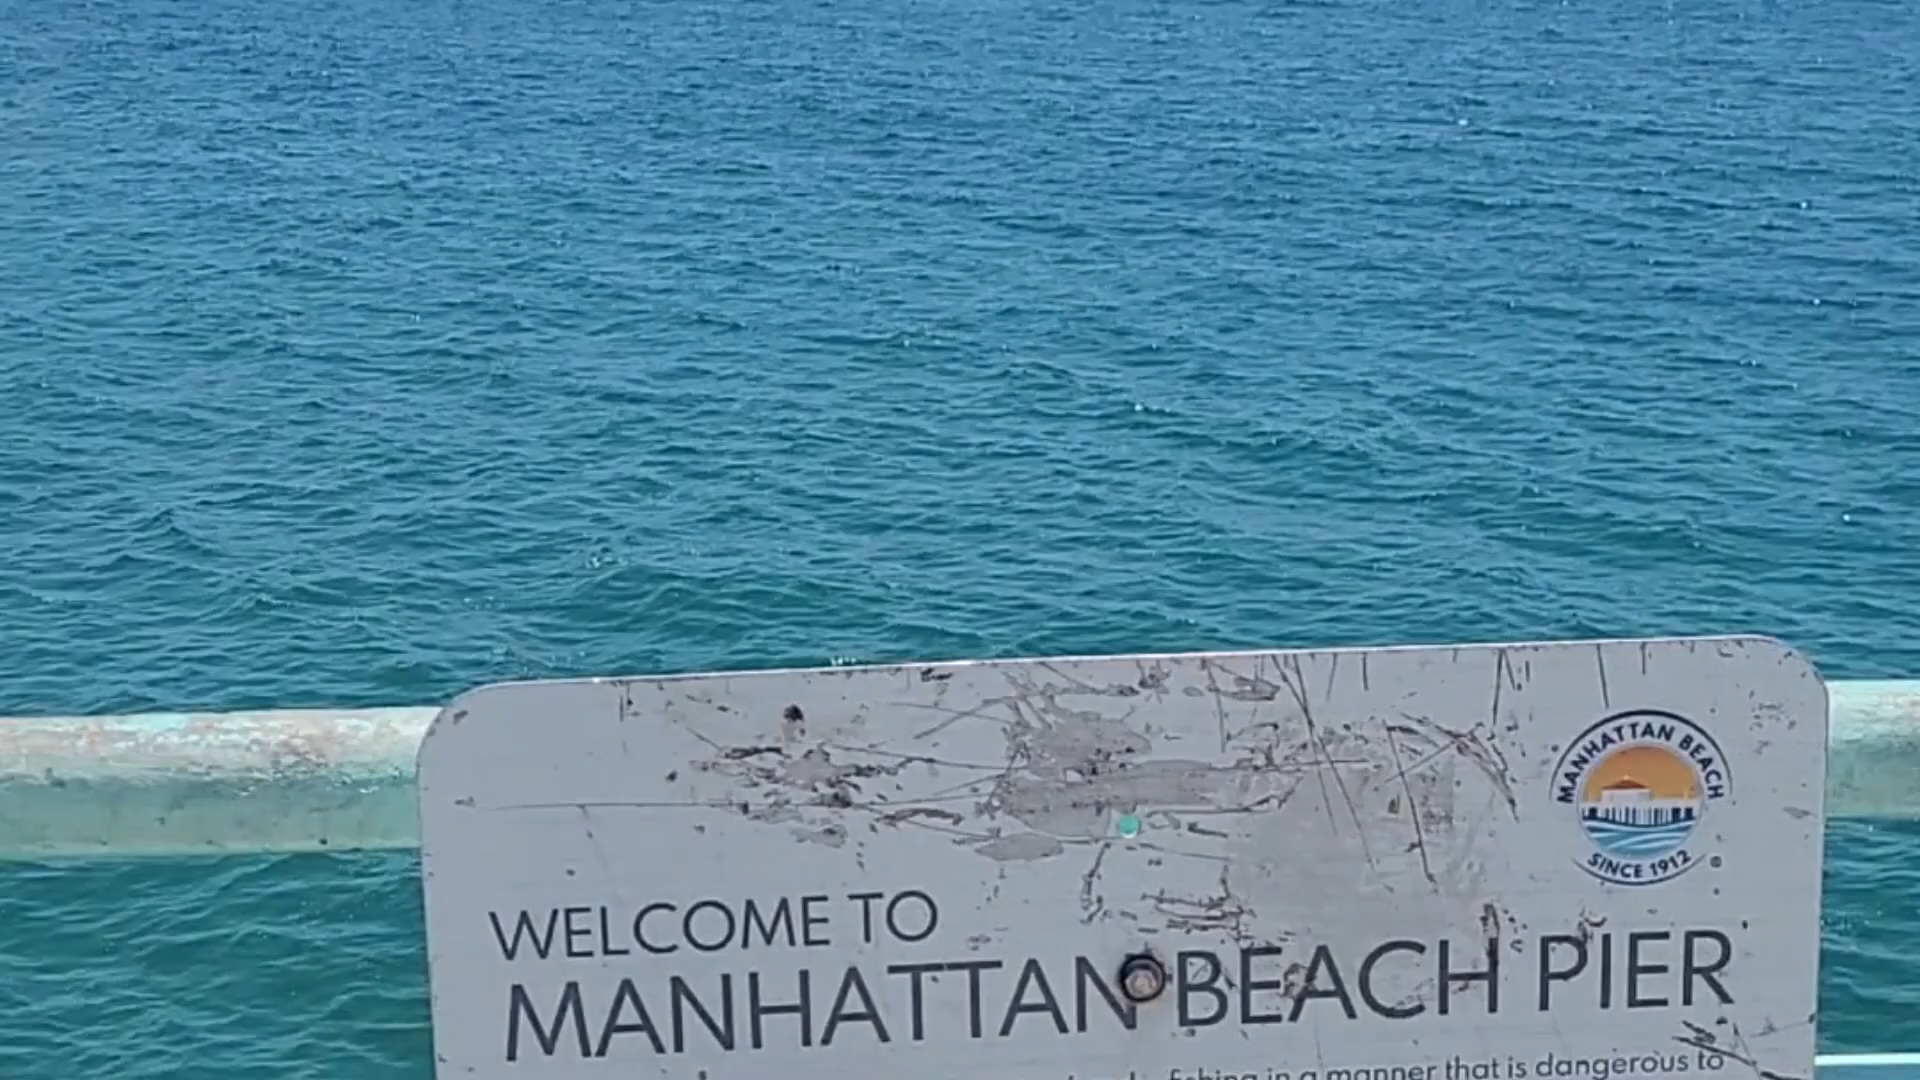 MANHATTAN BEACH
SINCE 1912
WELCOME TO
MANHATTAN BEACH PIER
fishing in a manner that is dangerous to